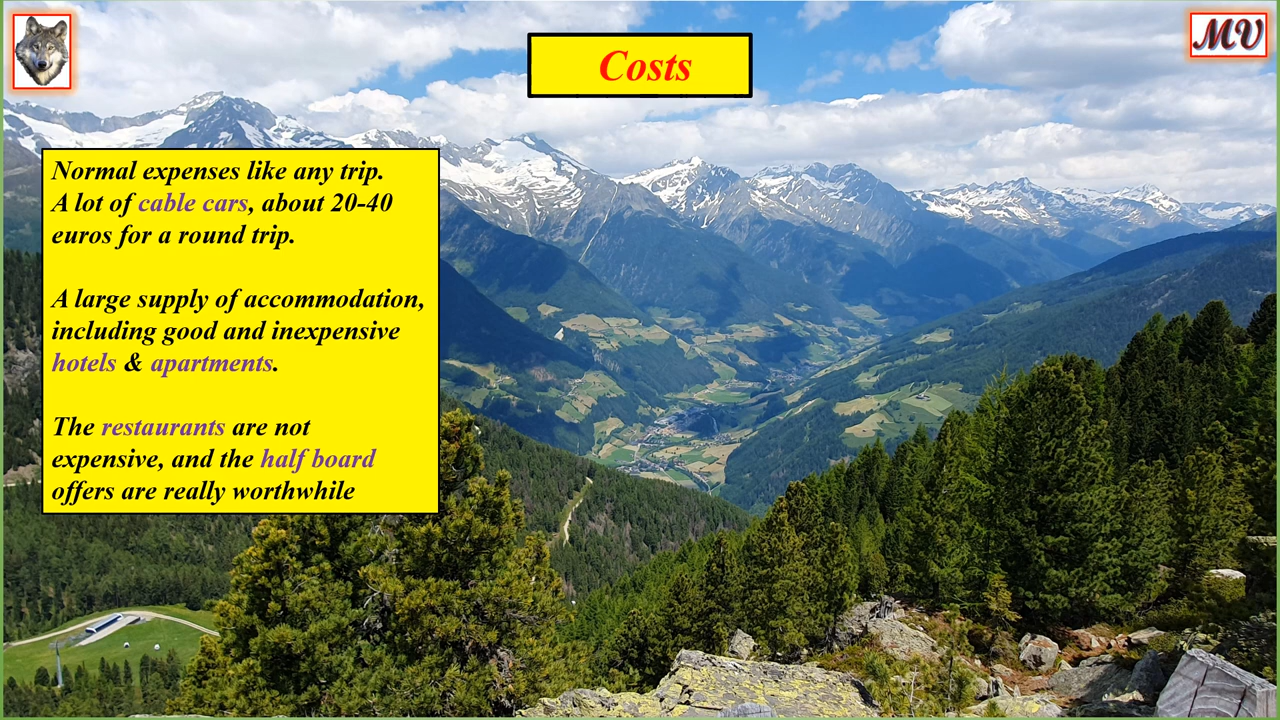 Costs
MV
Normal expenses like any trip.
A lot of cable cars, about 20-40
euros for a round trip.
A large supply of accommodation,
including good and inexpensive
hotels & apartments.
The restaurants are not
expensive, and the half board
offers are really worthwhile